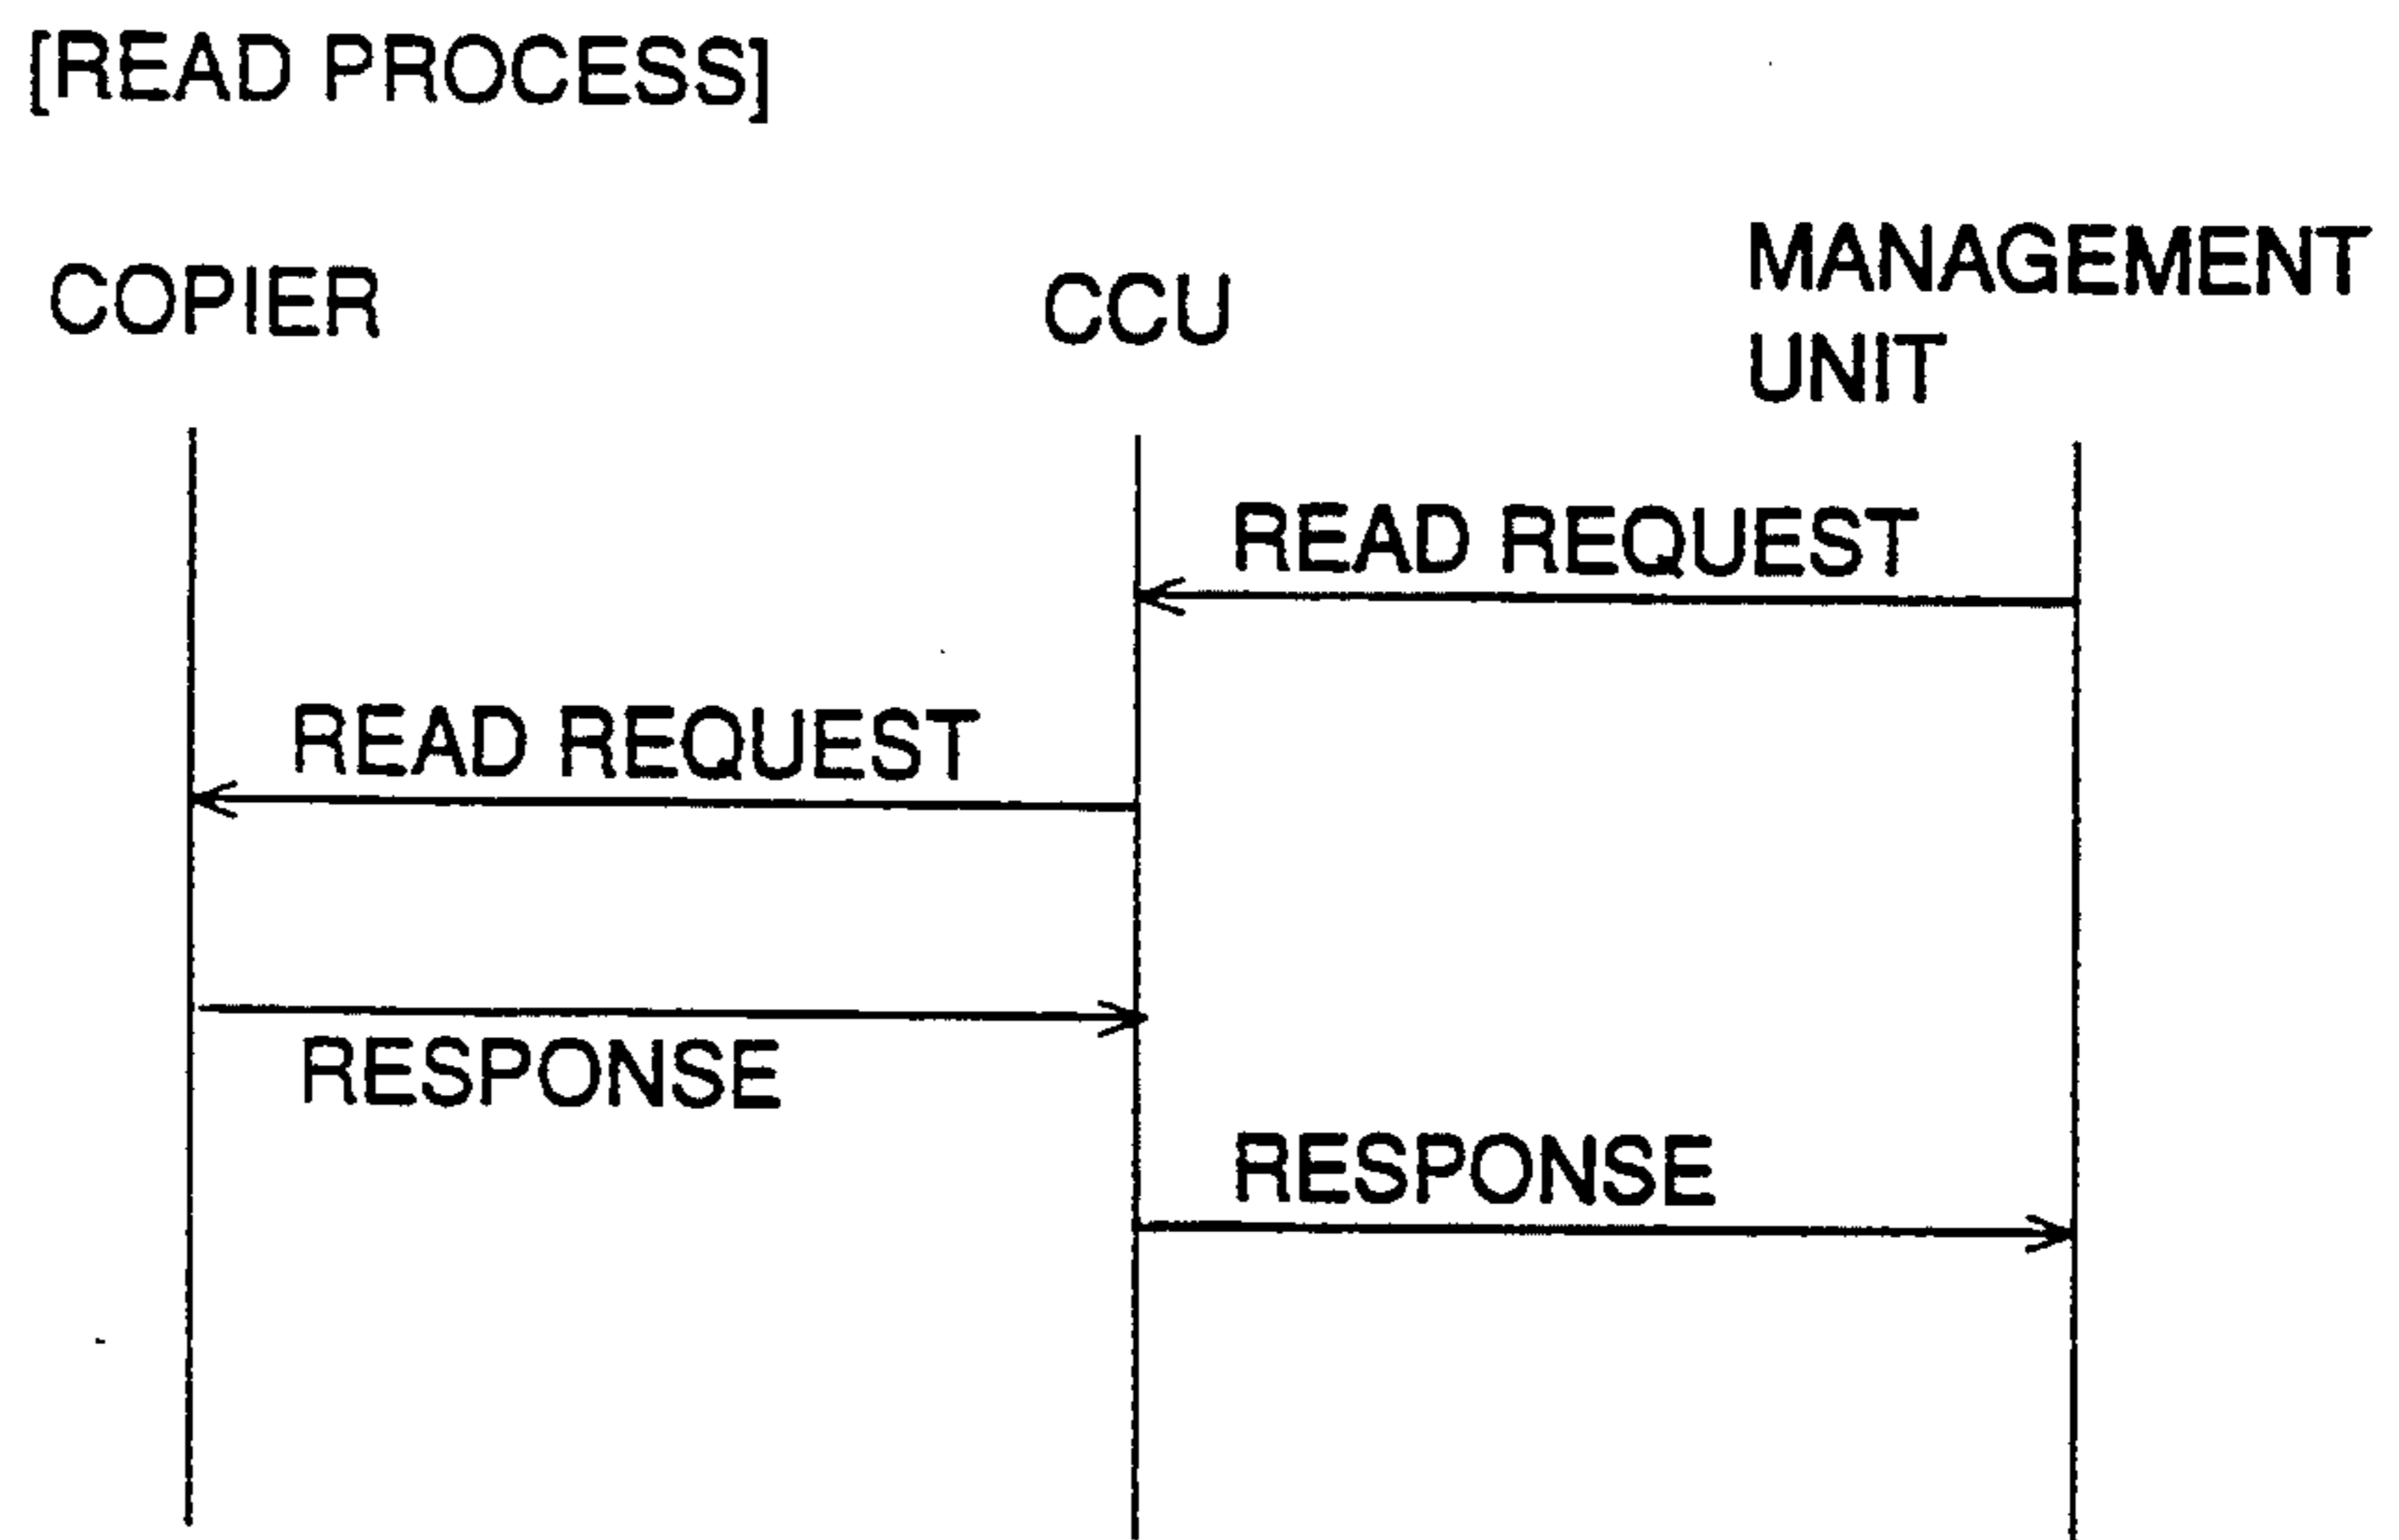 [READ PROCESS]
COPIER
CCU
MANAGEMENT
UNIT
READ REQUEST
READ REQUEST
RESPONSE
RESPONSE